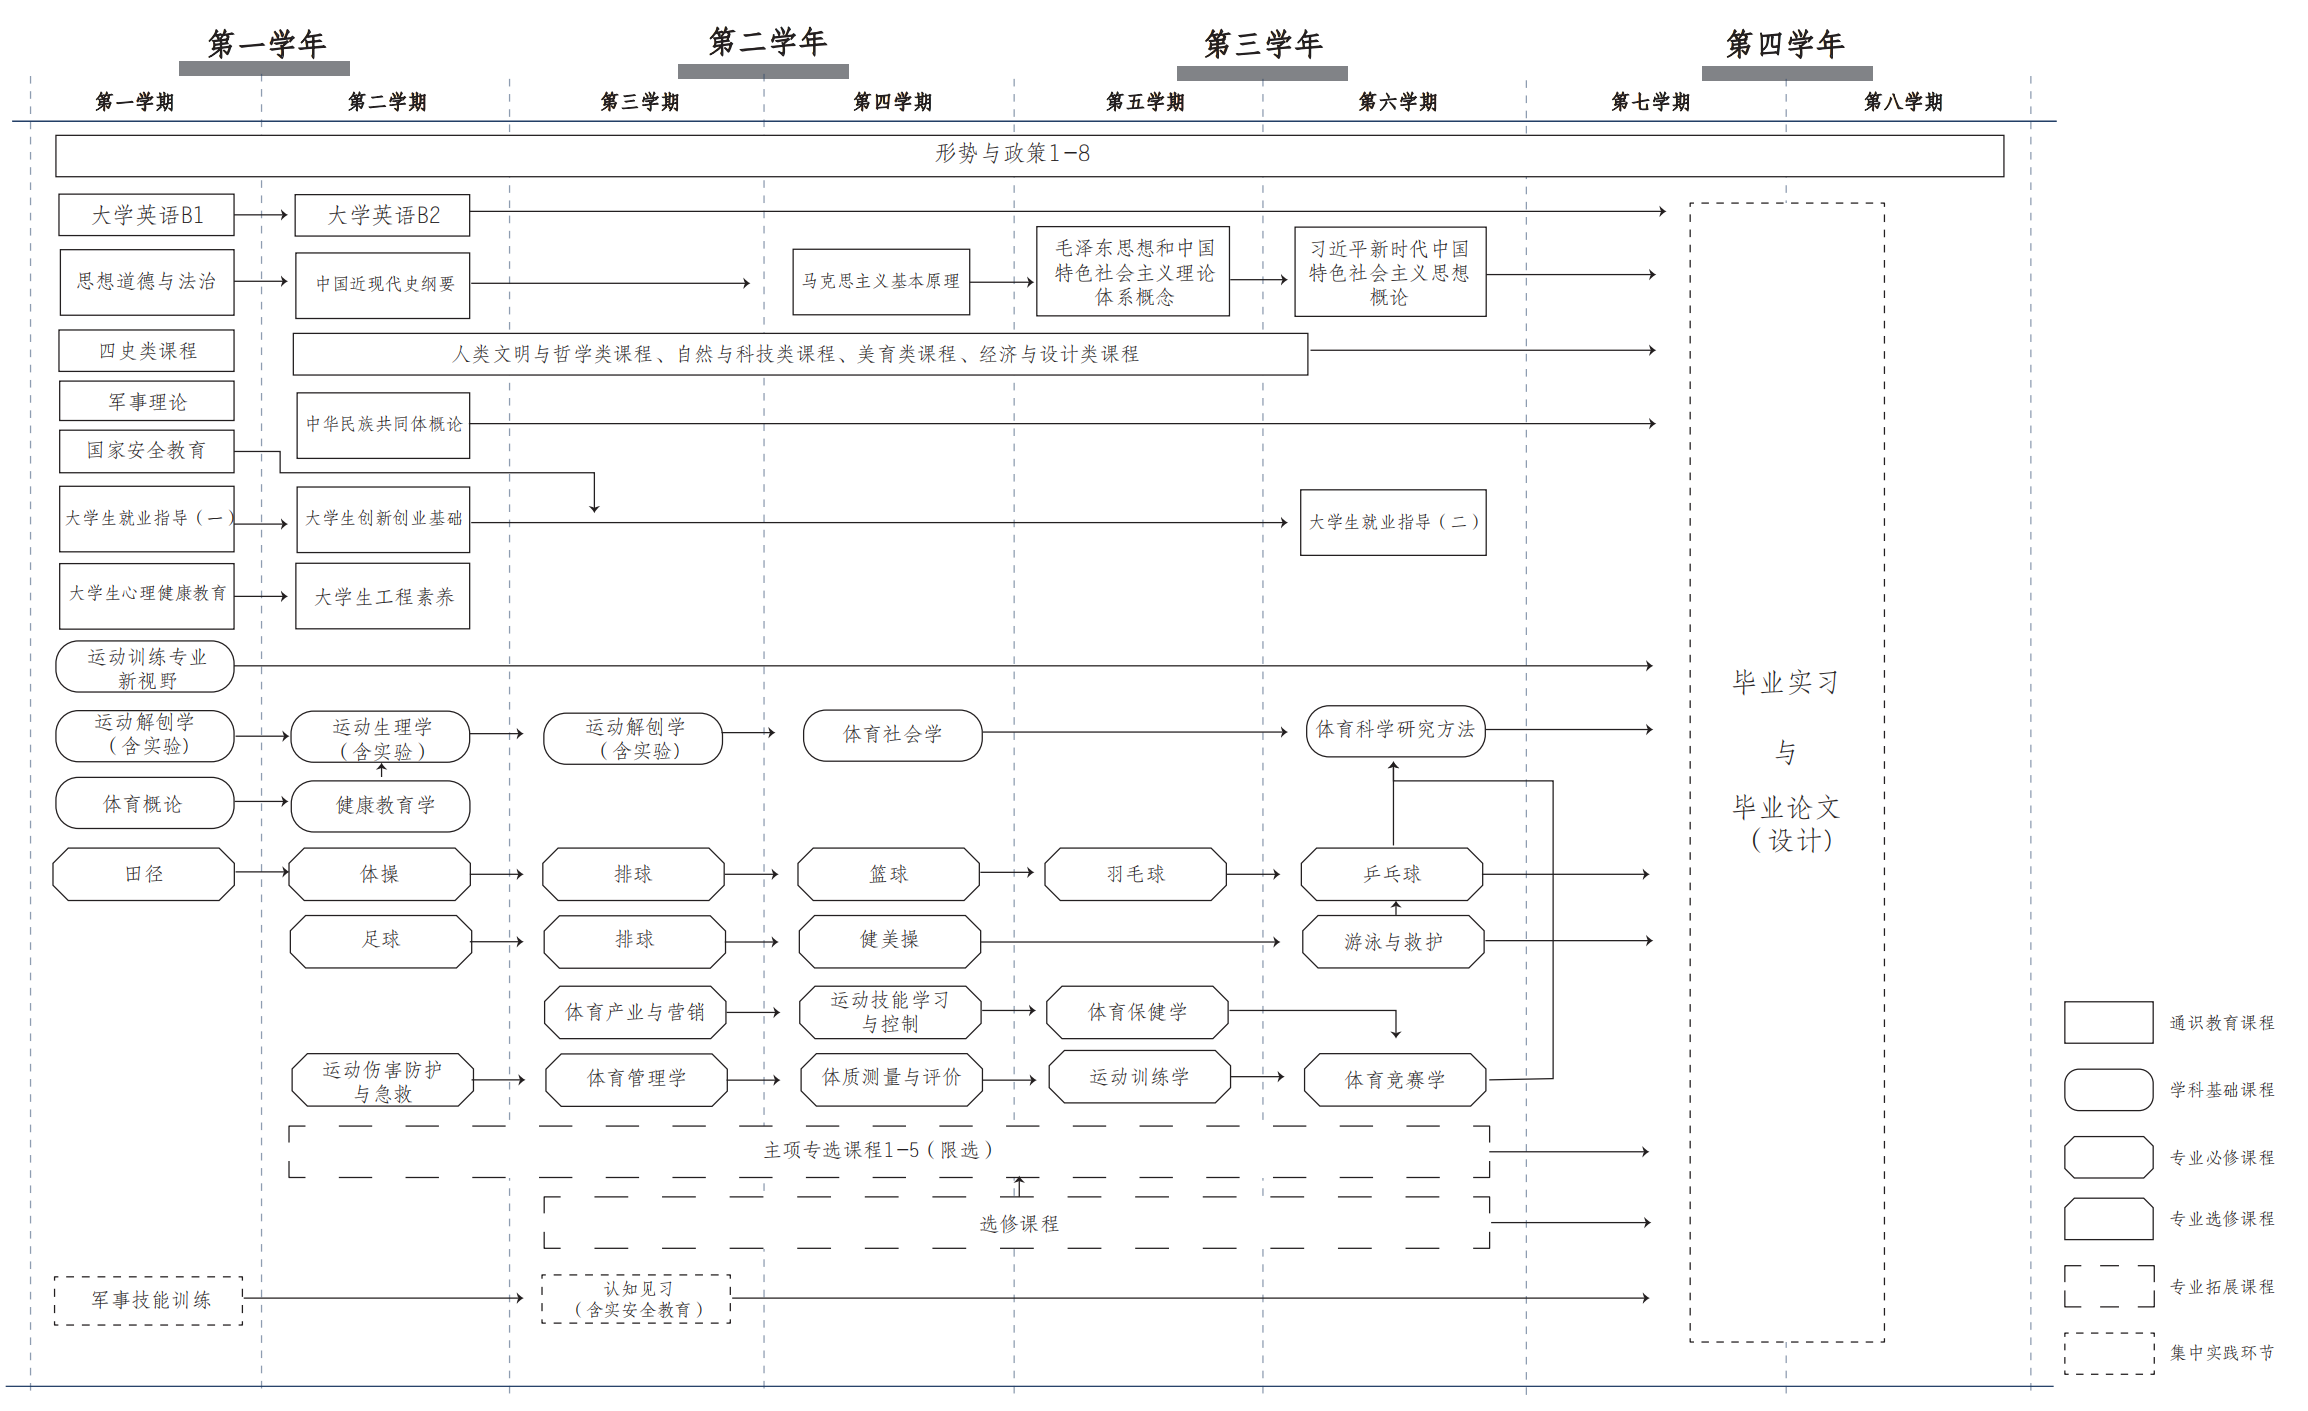 第一学年
第二学年
第三学年
第四学年
第一学期
第二学期
第三学期
第四学期
第五学期
第六学期
第七学期
第八学期
形势与政策1-8
大学英语B1
大学英语B2
思想道德与法治
中国近现代史纲要
马克思主义基本原理
毛泽东思想和中国
特色社会主义理论
体系概念
习近平新时代中国
特色社会主义思想
概论
四史类课程
人类文明与哲学类课程、自然与科技类课程、美育类课程、经济与设计类课程
军事理论
中华民族共同体概论
国家安全教育
大学生就业指导（一）
大学生创新创业基础
大学生就业指导（二）
大学生心理健康教育
大学生工程素养
运动训练专业
新视野
运动解刨学
（含实验）
运动生理学
（含实验）
运动解刨学
（含实验）
体育社会学
体育科学研究方法
体育概论
健康教育学
田径
体操
排球
篮球
羽毛球
乒乓球
足球
排球
健美操
游泳与救护
体育产业与营销
运动技能学习
与控制
体育保健学
运动伤害防护
与急救
体育管理学
体质测量与评价
运动训练学
体育竞赛学
主项专选课程1-5（限选）
选修课程
军事技能训练
认知见习
（含实安全教育）
毕业实习
与
毕业论文
（设计）
通识教育课程
学科基础课程
专业必修课程
专业选修课程
专业拓展课程
集中实践环节